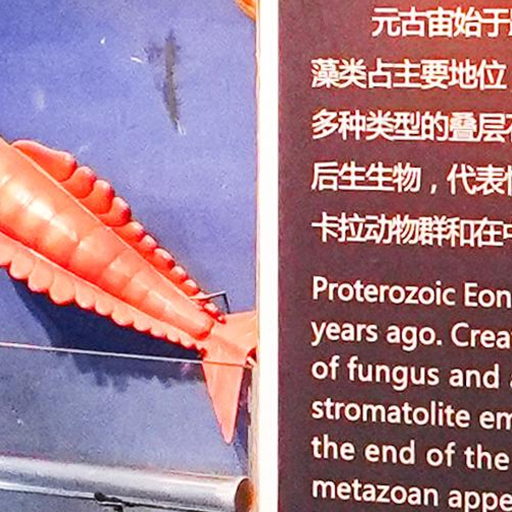 元古宙始于
藻类占主要地位
多种类型的叠层
后生生物，代表
卡拉动物群和在
Proterozoic Eon
years ago. Crea
of fungus and
stromatolite em
the end of the
metazoan appe